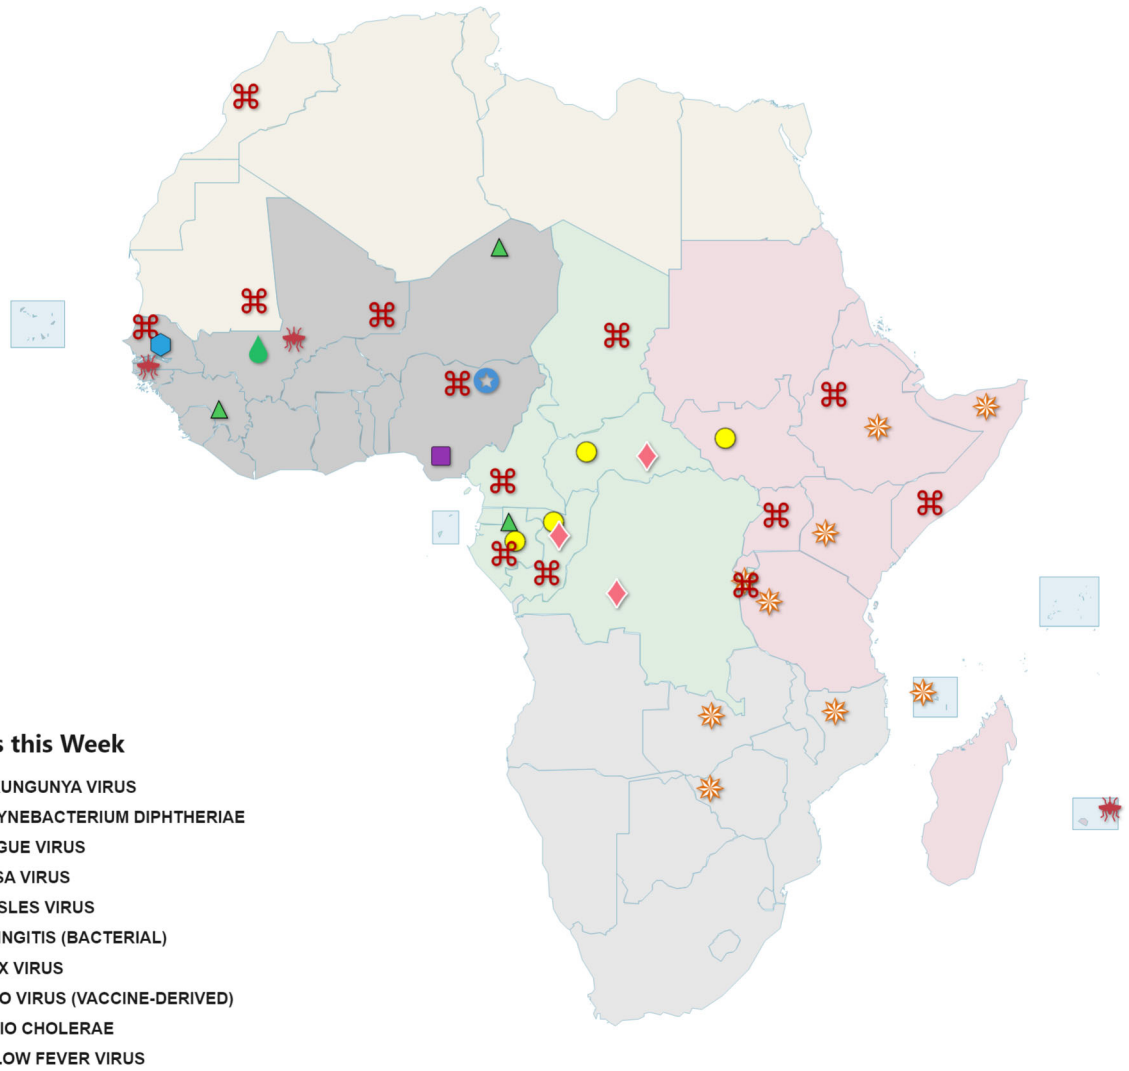 s this Week
UNGUNYA VIRUS
YNEBACTERIUM DIPHTHERIAE
GUE VIRUS
SA VIRUS
SLES VIRUS
INGITIS (BACTERIAL)
X VIRUS
O VIRUS (VACCINE-DERIVED)
IO CHOLERAE
LOW FEVER VIRUS